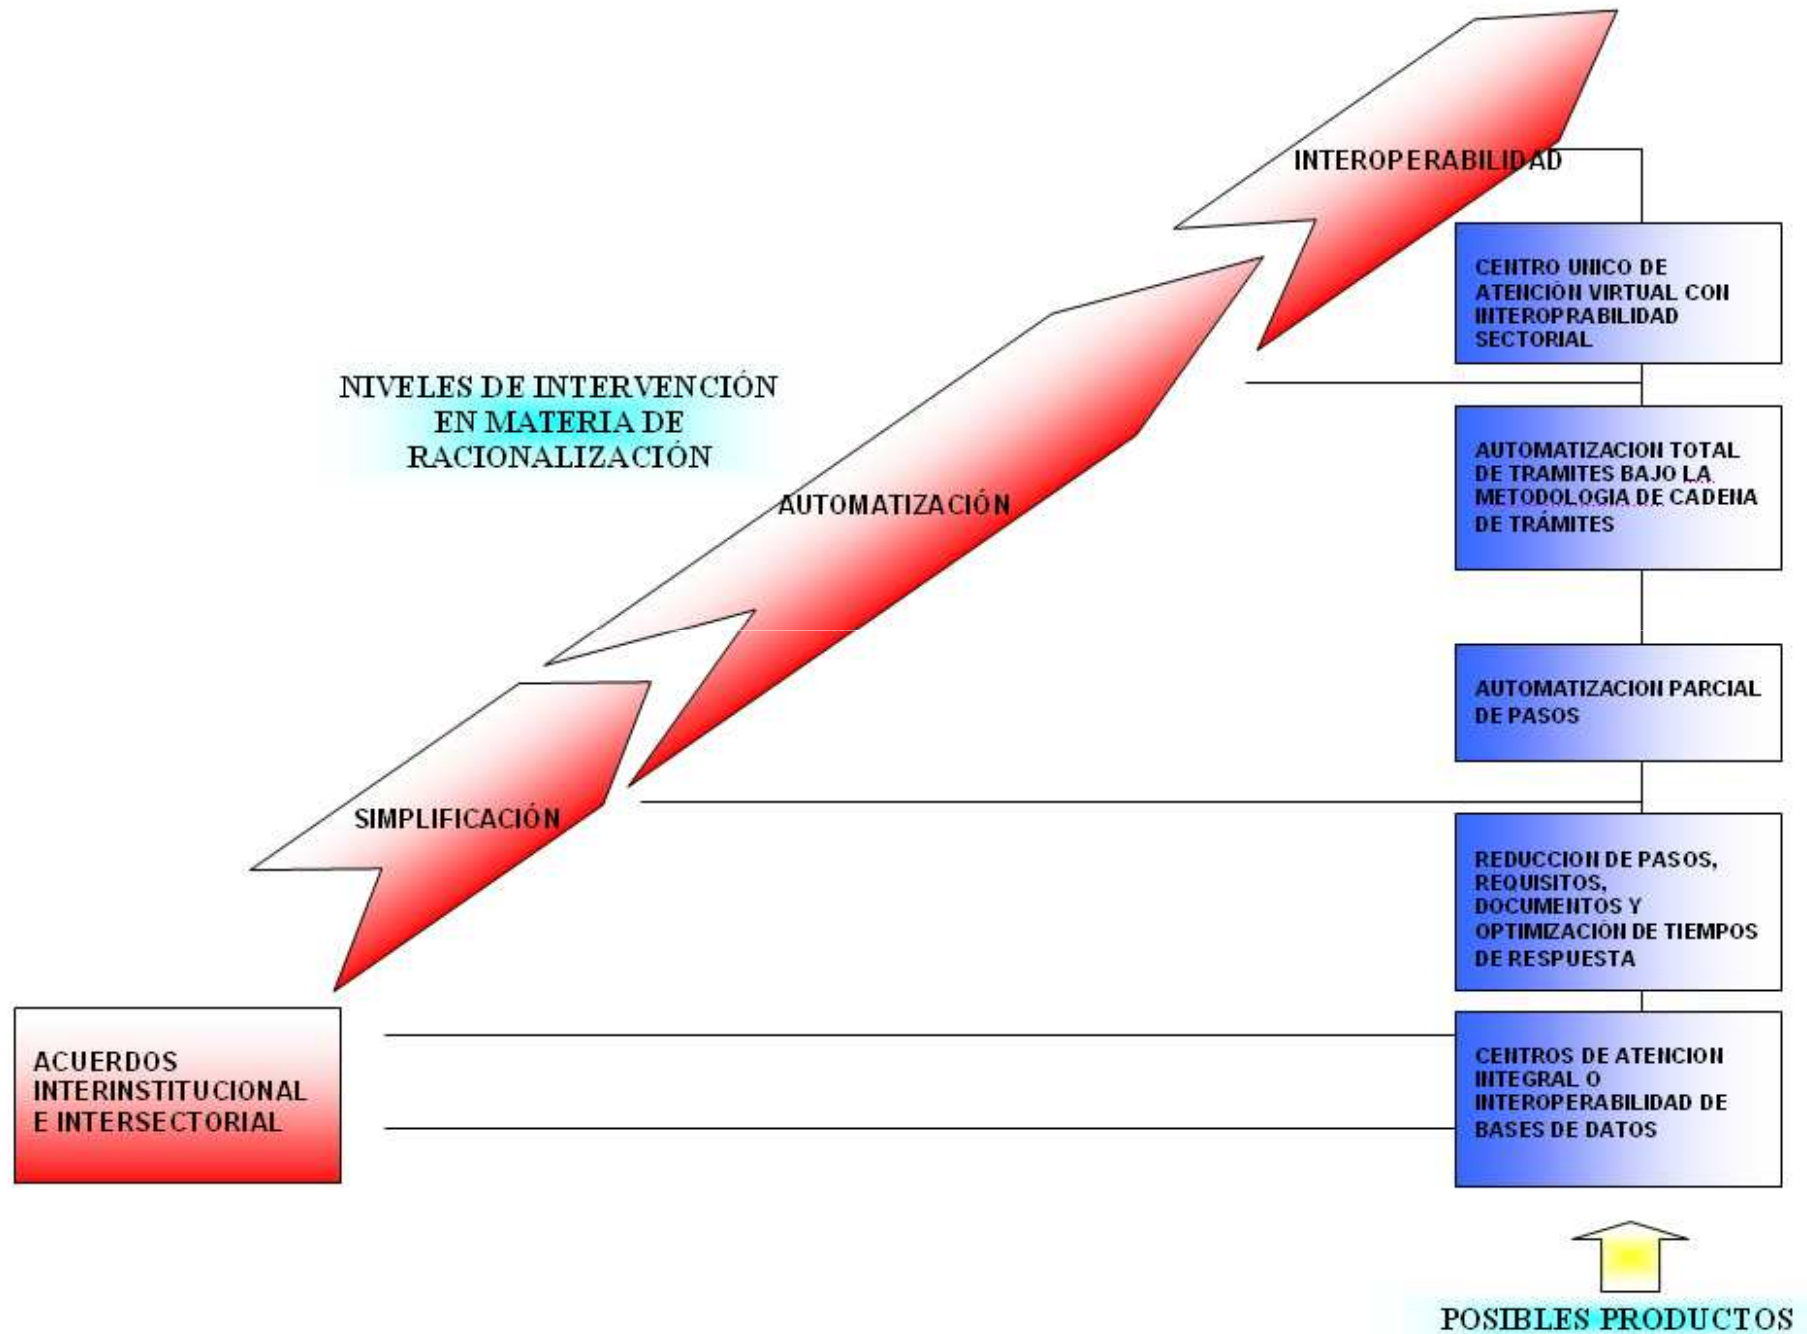 INTEROPERABILIDAD
CENTRO UNICO DE
ATENCIÓN VIRTUAL CON
INTEROPRABILIDAD
SECTORIAL
NIVELES DE INTERVENCIÓN
EN MATERIA DE
RACIONALIZACIÓN
AUTOMATIZACIÓN
AUTOMATIZACION TOTAL
DE TRAMITES BAJO LA
METODOLOGIA DE CADENA
DE TRÁMITES
AUTOMATIZACION PARCIAL
DE PASOS
SIMPLIFICACIÓN
REDUCCION DE PASOS,
REQUISITOS,
DOCUMENTOS Y
OPTIMIZACIÓN DE TIEMPOS
DE RESPUESTA
ACUERDOS
INTERINSTITUCIONAL
E INTERSECTORIAL
CENTROS DE ATENCION
INTEGRAL O
INTEROPERABILIDAD DE
BASES DE DATOS
POSIBLES PRODUCTOS